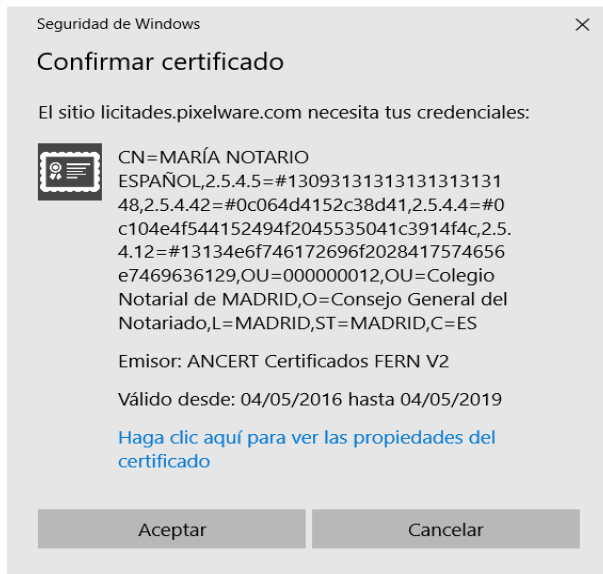 Seguridad de Windows
Confirmar certificado
El sitio licitades.pixelware.com necesita tus credenciales:
CN=MARÍA NOTARIO
ESPAÑOL,2.5.4.5=#13093131313131313131
48,2.5.4.42=#0c064d4152c38d41,2.5.4.4=#0
c104e4f544152494f2045535041c3914f4c,2.5.
4.12=#13134e6f746172696f2028417574656
e7469636129,OU=000000012,OU=Colegio
Notarial de MADRID,O=Consejo General del
Notariado,L=MADRID,ST=MADRID,C=ES
Emisor: ANCERT Certificados FERN V2
Válido desde: 04/05/2016 hasta 04/05/2019
Haga clic aquí para ver las propiedades del
certificado
Aceptar
Cancelar